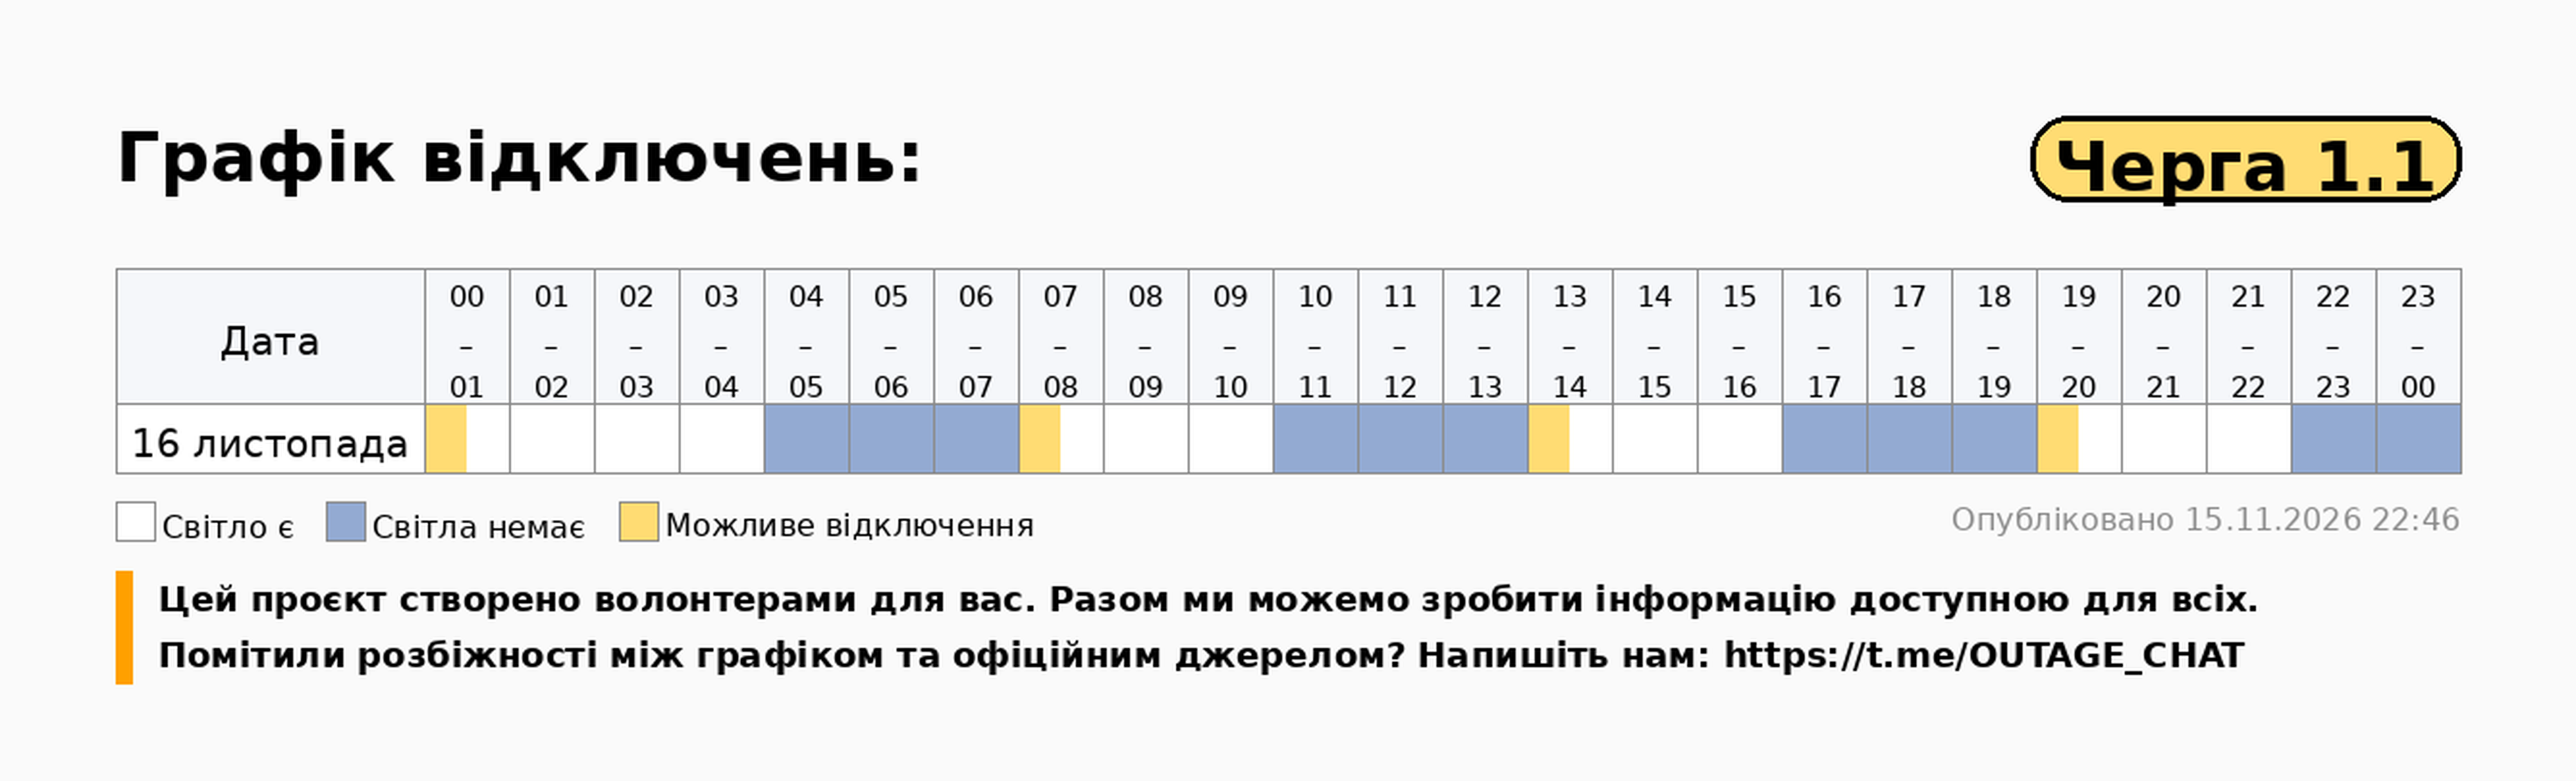 Графік відключень:
Черга 1.1
Дата 00 – 01 01 – 02 02 – 03 03 – 04 04 – 05 05 – 06 06 – 07 07 – 08 08 – 09 09 – 10 10 – 11 11 – 12 12 – 13 13 – 14 14 – 15 15 – 16 16 – 17 17 – 18 18 – 19 19 – 20 20 – 21 21 – 22 22 – 23 23 – 00
16 листопада
Світло є Світла немає Можливе відключення
Опубліковано 15.11.2026 22:46
Цей проєкт створено волонтерами для вас. Разом ми можемо зробити інформацію доступною для всіх.
Помітили розбіжності між графіком та офіційним джерелом? Напишіть нам: https://t.me/OUTAGE_CHAT